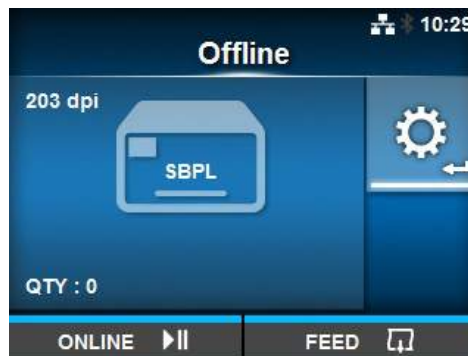 10:29
Offline
203 dpi
SBPL
QTY : 0
ONLINE
FEED